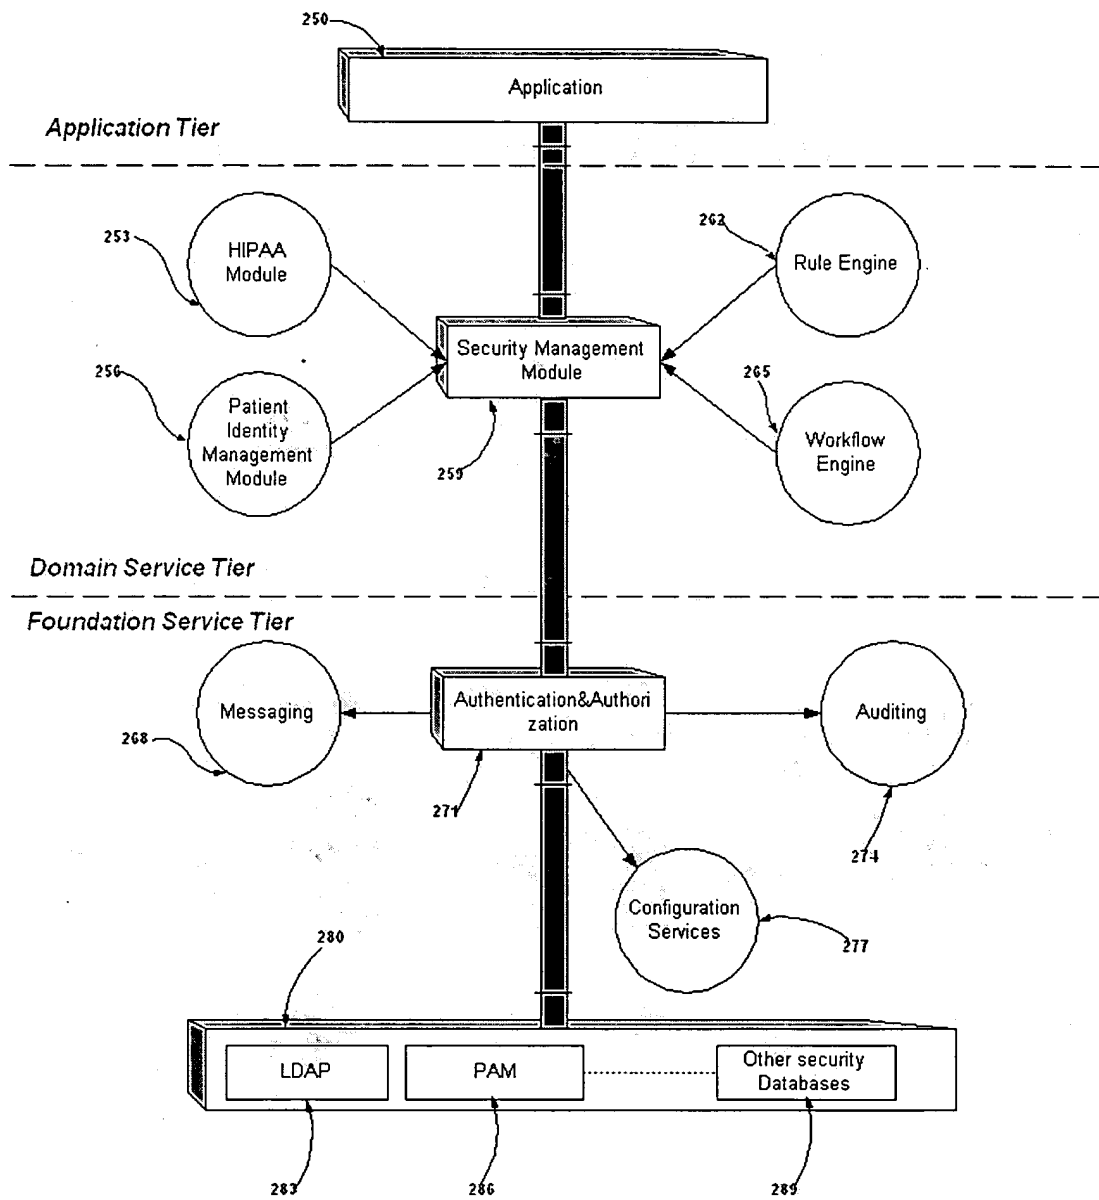 250
Application
Application Tier
253
HIPAA
Module
262
Rule Engine
Security Management
Module
256
Patient
Identity
Management
Module
265
Workflow
Engine
259
Domain Service Tier
Foundation Service Tier
Messaging
Authentication&Authori
zation
Auditing
268
271
274
Configuration
Services
277
280
LDAP
PAM
Other security
Databases
283
286
289